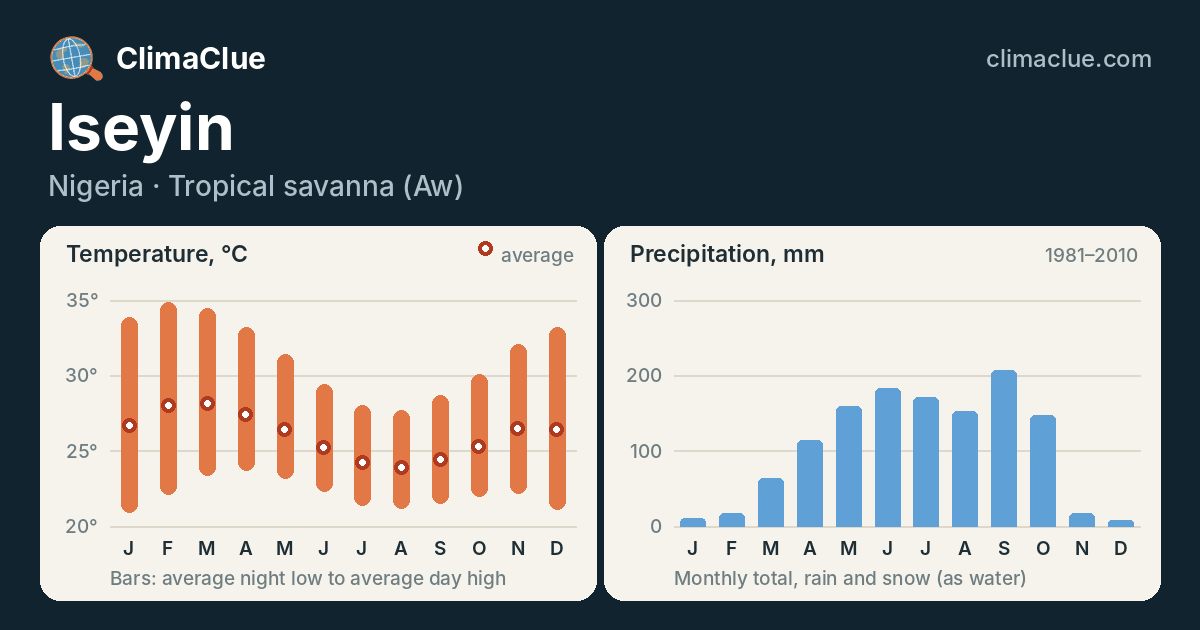 ClimaClue
climaclue.com
Iseyin
Nigeria · Tropical savanna (Aw)
Temperature, °C
average
35°
30°
25°
20°
J F M A M J J A S O N D
Bars: average night low to average day high
Precipitation, mm
1981–2010
300
200
100
0
J F M A M J J A S O N D
Monthly total, rain and snow (as water)